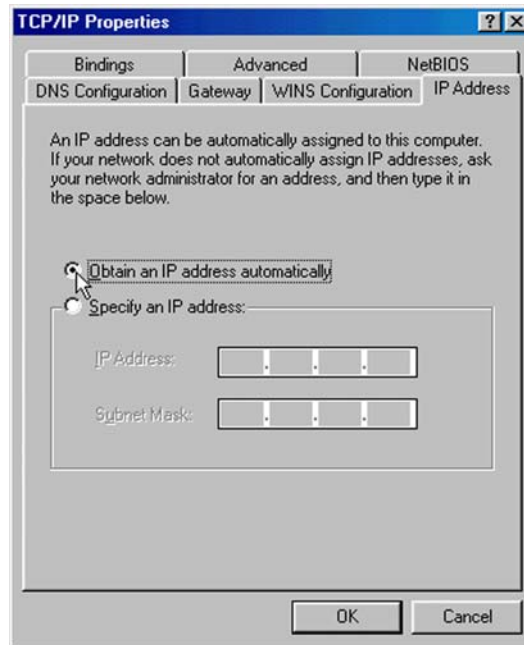 TCP/IP Properties
Bindings
Advanced
NetBIOS
DNS Configuration
Gateway
WINS Configuration
IP Address
An IP address can be automatically assigned to this computer.
If your network does not automatically assign IP addresses, ask
your network administrator for an address, and then type it in
the space below.
Obtain an IP address automatically
Specify an IP address:
IP Address:
Subnet Mask:
OK
Cancel